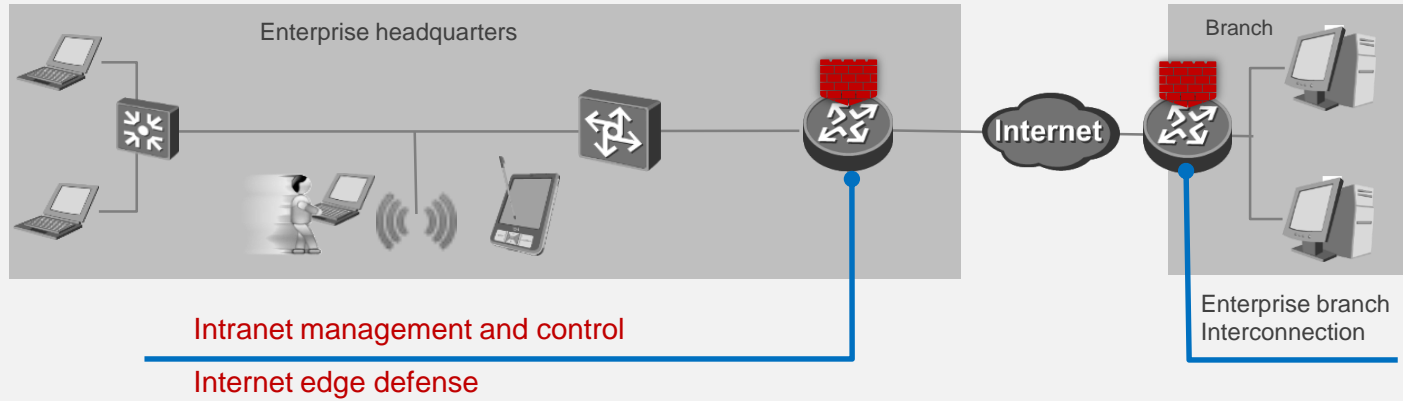 Enterprise headquarters
Branch
Internet
Intranet management and control
Internet edge defense
Enterprise branch
Interconnection